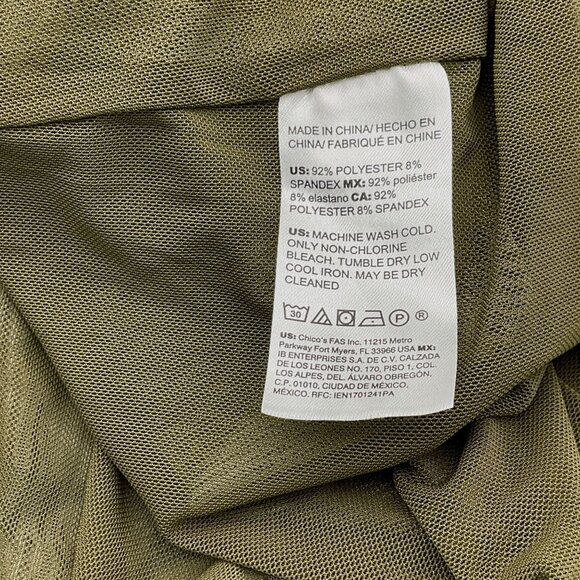 MADE IN CHINA/ HECHO EN
CHINA/ FABRIQUÉ EN CHINE
US: 92% POLYESTER 8%
SPANDEX MX: 92% poliéster
8% elastano CA: 92%
POLYESTER 8% SPANDEX
US: MACHINE WASH COLD.
ONLY NON-CHLORINE
BLEACH. TUMBLE DRY LOW
COOL IRON. MAY BE DRY
CLEANED
30 P ®
US: Chico's FAS Inc. 11215 Metro
Parkway Fort Myers, FL 33966 USA MX:
IB ENTERPRISES S.A. DE C.V. CALZADA
DE LOS LEONES NO. 170, PISO 1, COL.
LOS ALPES, DEL. ÁLVARO OBREGÓN,
C.P. 01010, CIUDAD DE MÉXICO,
MÉXICO. RFC: IEN1701241PA